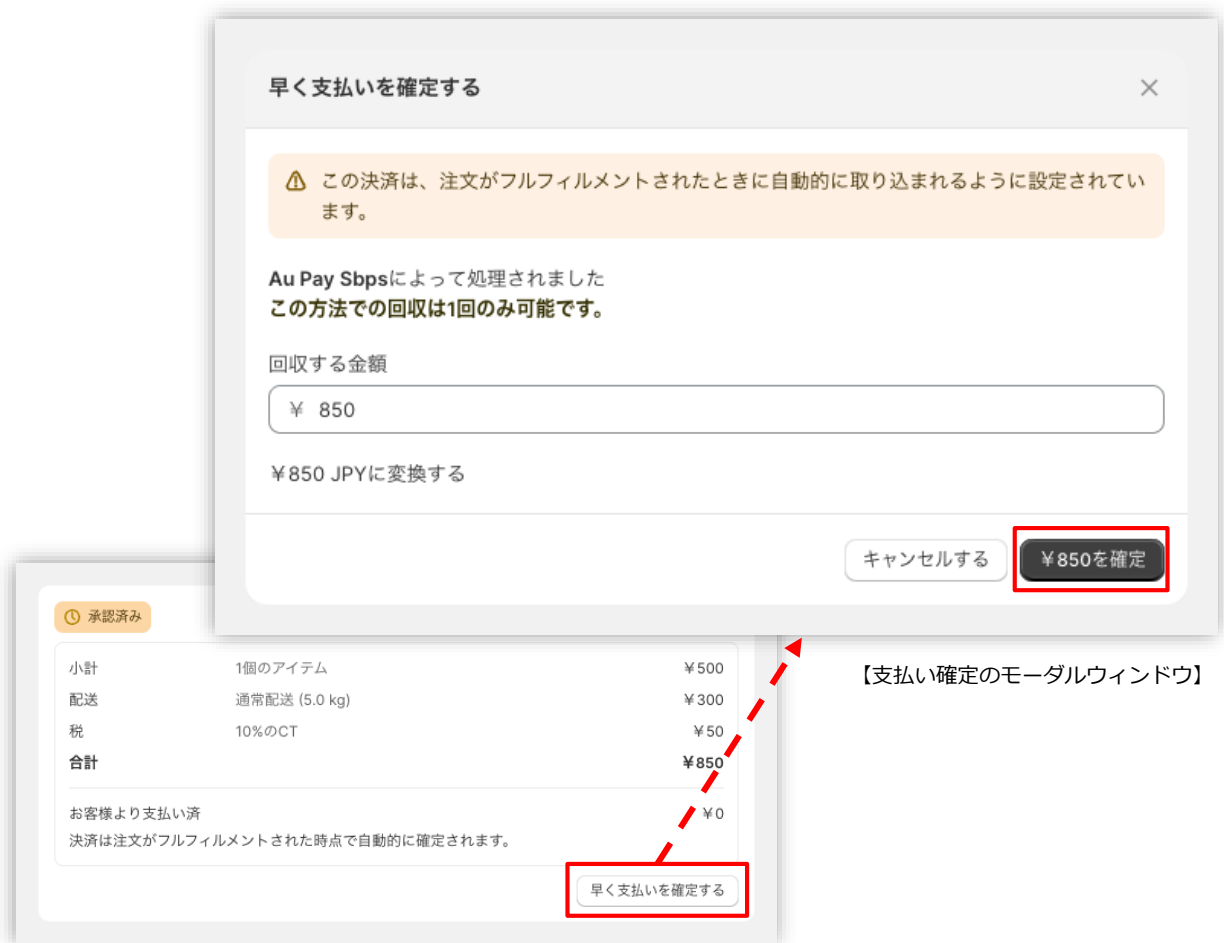 早く支払いを確定する
この決済は、注文がフルフィルメントされたときに自動的に取り込まれるように設定されてい
ます。
Au Pay Sbpsによって処理されました
この方法での回収は1回のみ可能です。
回収する金額
¥ 850
¥850 JPYに変換する
キャンセルする ¥850を確定
【支払い確定のモーダルウィンドウ】
承認済み
小計 1個のアイテム ¥500
配送 通常配送 (5.0 kg) ¥300
税 10%のCT ¥50
合計 ¥850
お客様より支払い済 ¥0
決済は注文がフルフィルメントされた時点で自動的に確定されます。
早く支払いを確定する